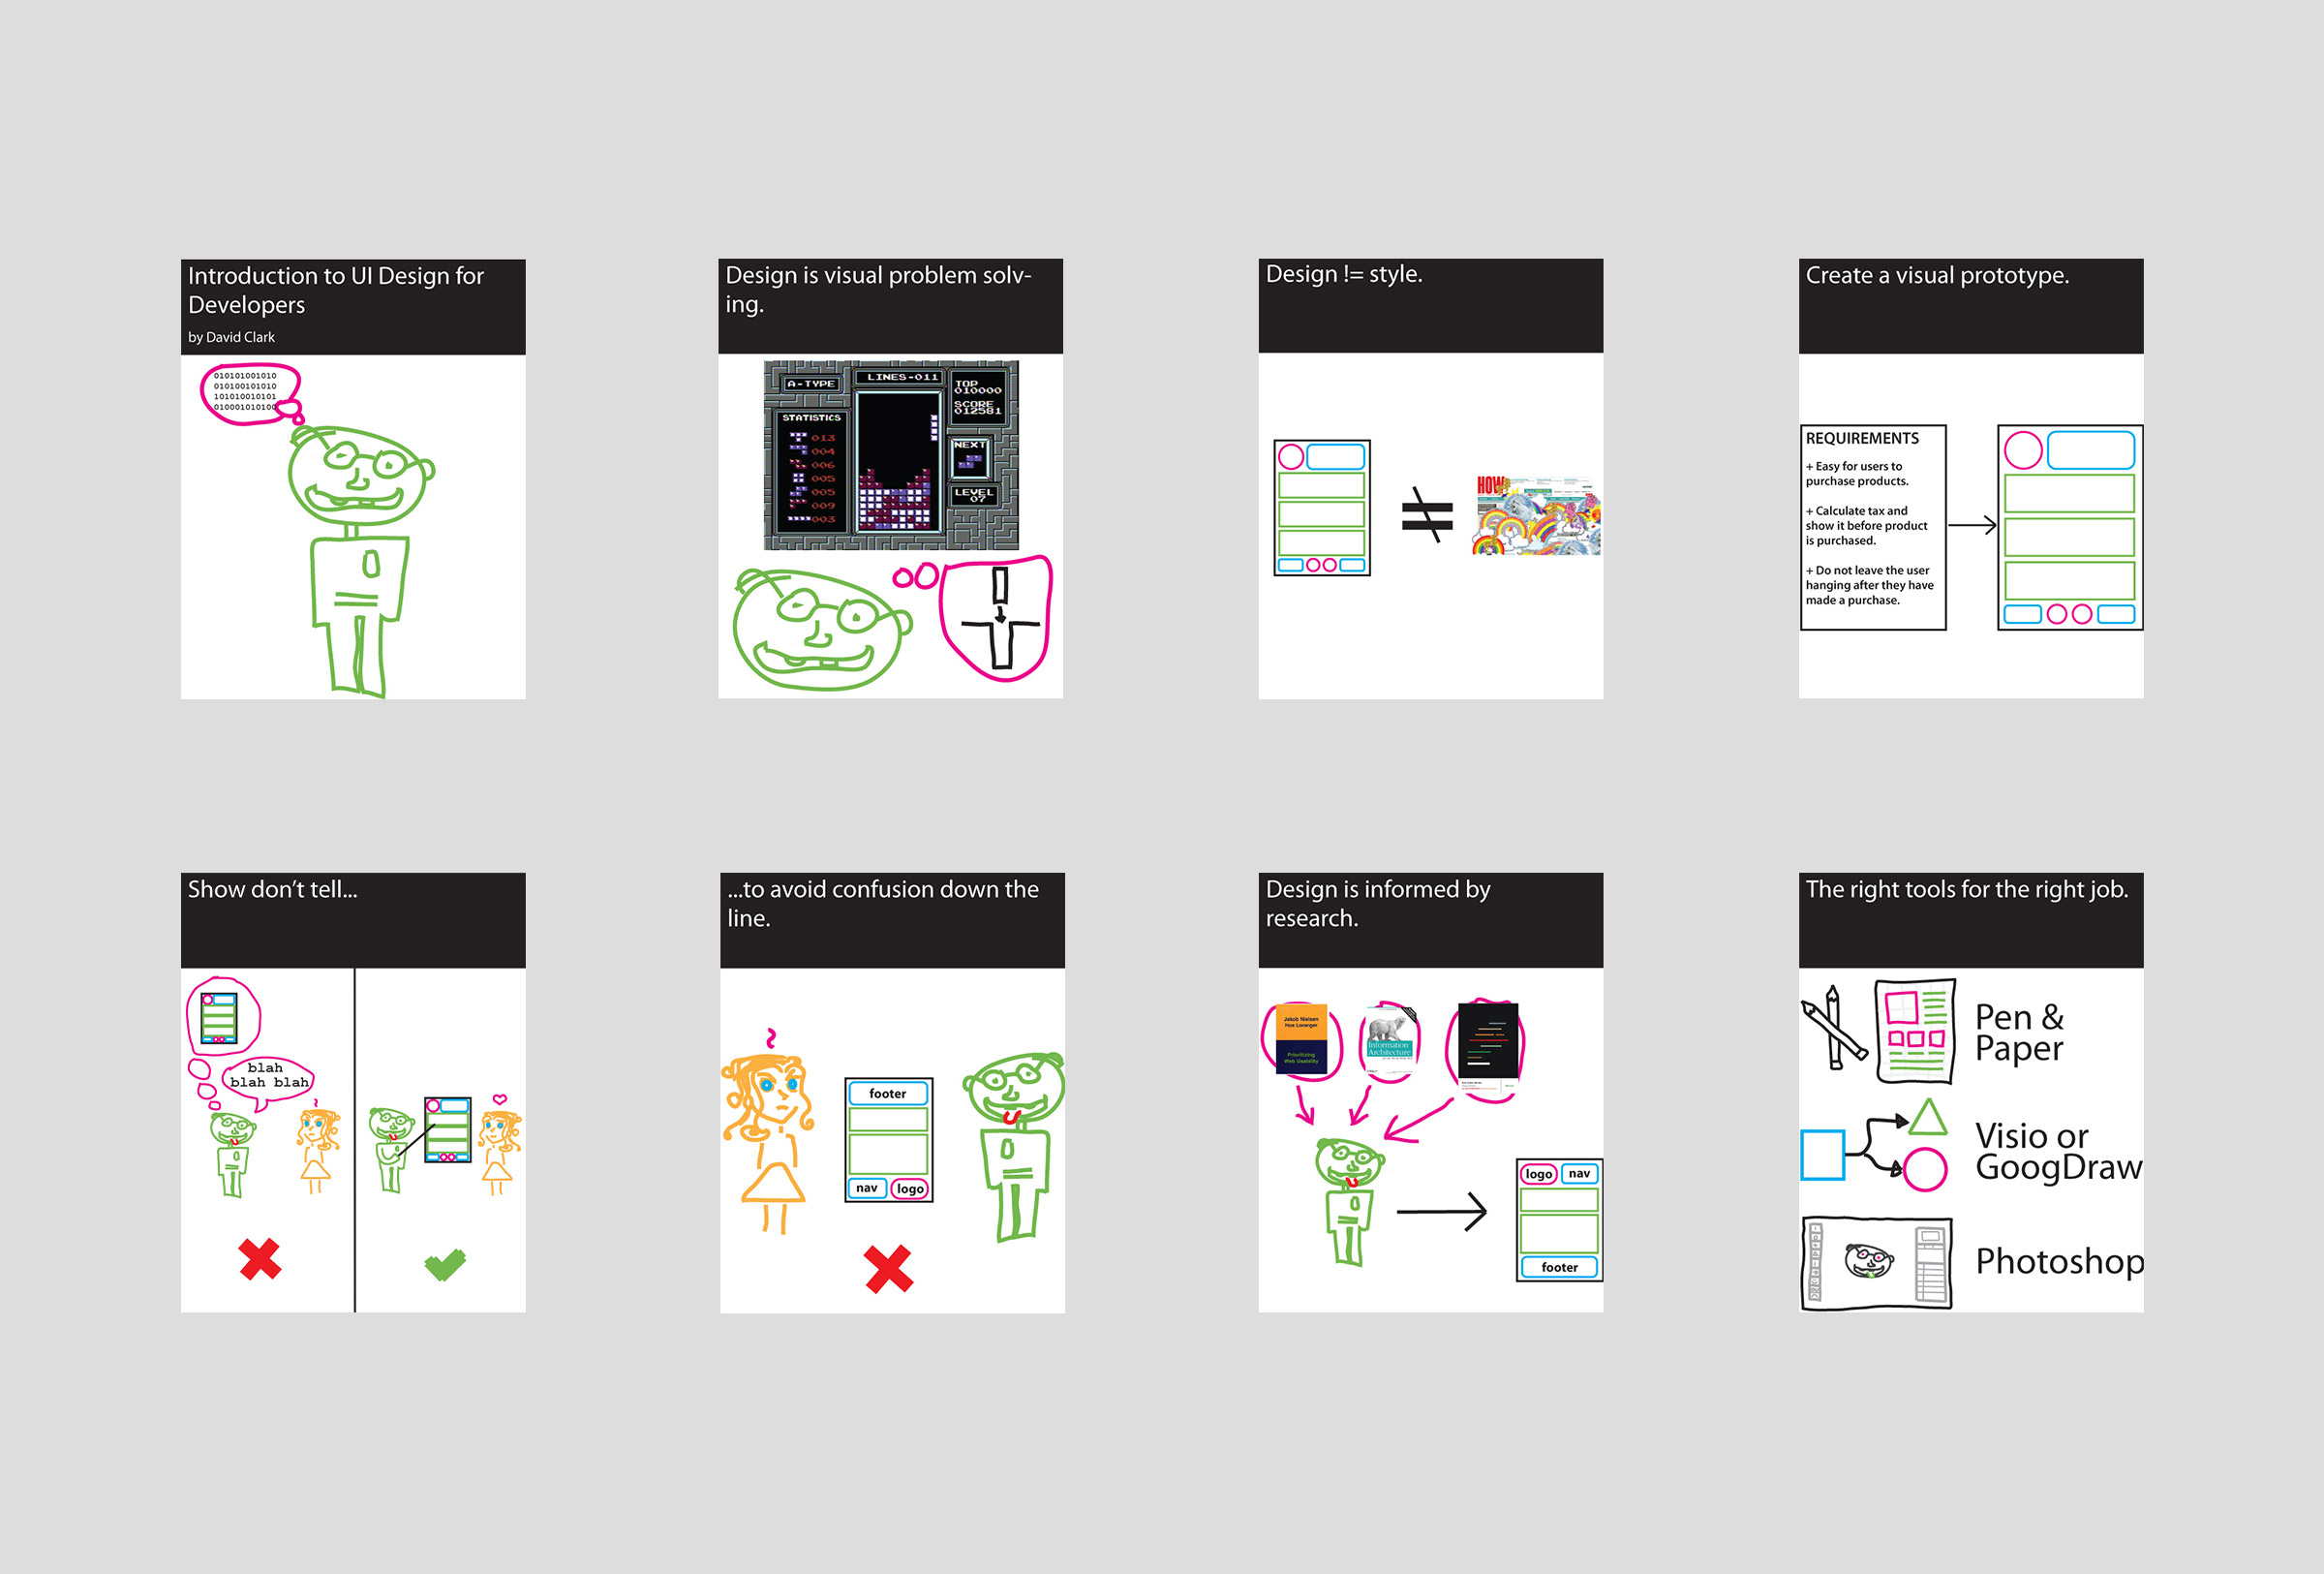 Introduction to UI Design for
Developers
by David Clark
010101001010
010100101010
101010010101
010001010100
Design is visual problem solv-
ing.
A-TYPE
LINES-011
TOP
010000
SCORE
012581
STATISTICS
013
004
006
005
005
009
003
NEXT
LEVEL
07
Design != style.
HOW
Create a visual prototype.
REQUIREMENTS
+ Easy for users to
purchase products.
+ Calculate tax and
show it before product
is purchased.
+ Do not leave the user
hanging after they have
made a purchase.
Show don’t tell...
blah
blah blah
...to avoid confusion down the
line.
footer
nav
logo
Design is informed by
research.
Jakob Nielsen
Hoa Loranger
Prioritizing
Web Usability
Information
Architecture
logo
nav
footer
The right tools for the right job.
Pen &
Paper
Visio or
GoogDraw
Photoshop